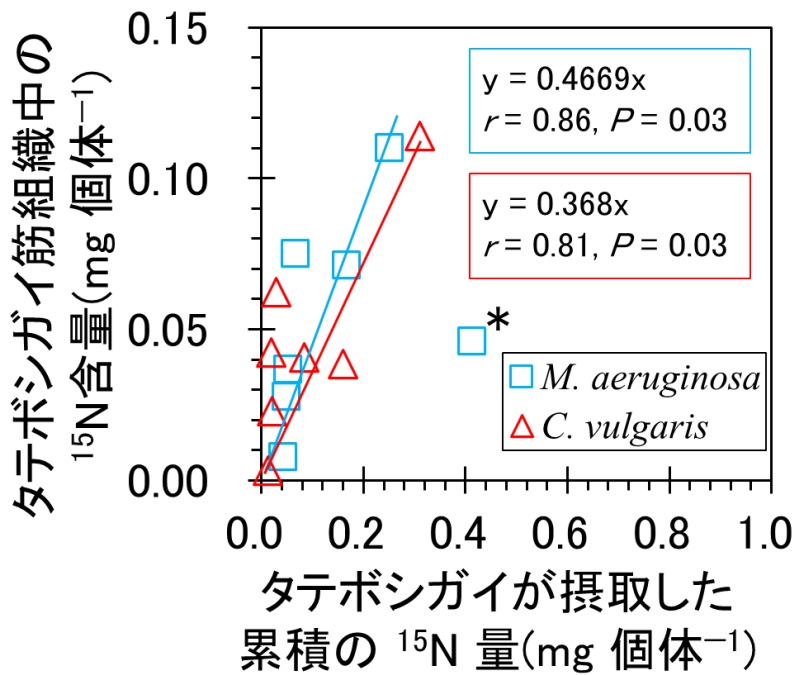 タテボシガイ筋組織中の
¹⁵N含量(mg 個体⁻¹)
0.15
0.10
0.05
0.00
y = 0.4669x
r = 0.86, P = 0.03
y = 0.368x
r = 0.81, P = 0.03
*
M. aeruginosa
C. vulgaris
0.0 0.2 0.4 0.6 0.8 1.0
タテボシガイが摂取した
累積の ¹⁵N 量(mg 個体⁻¹)